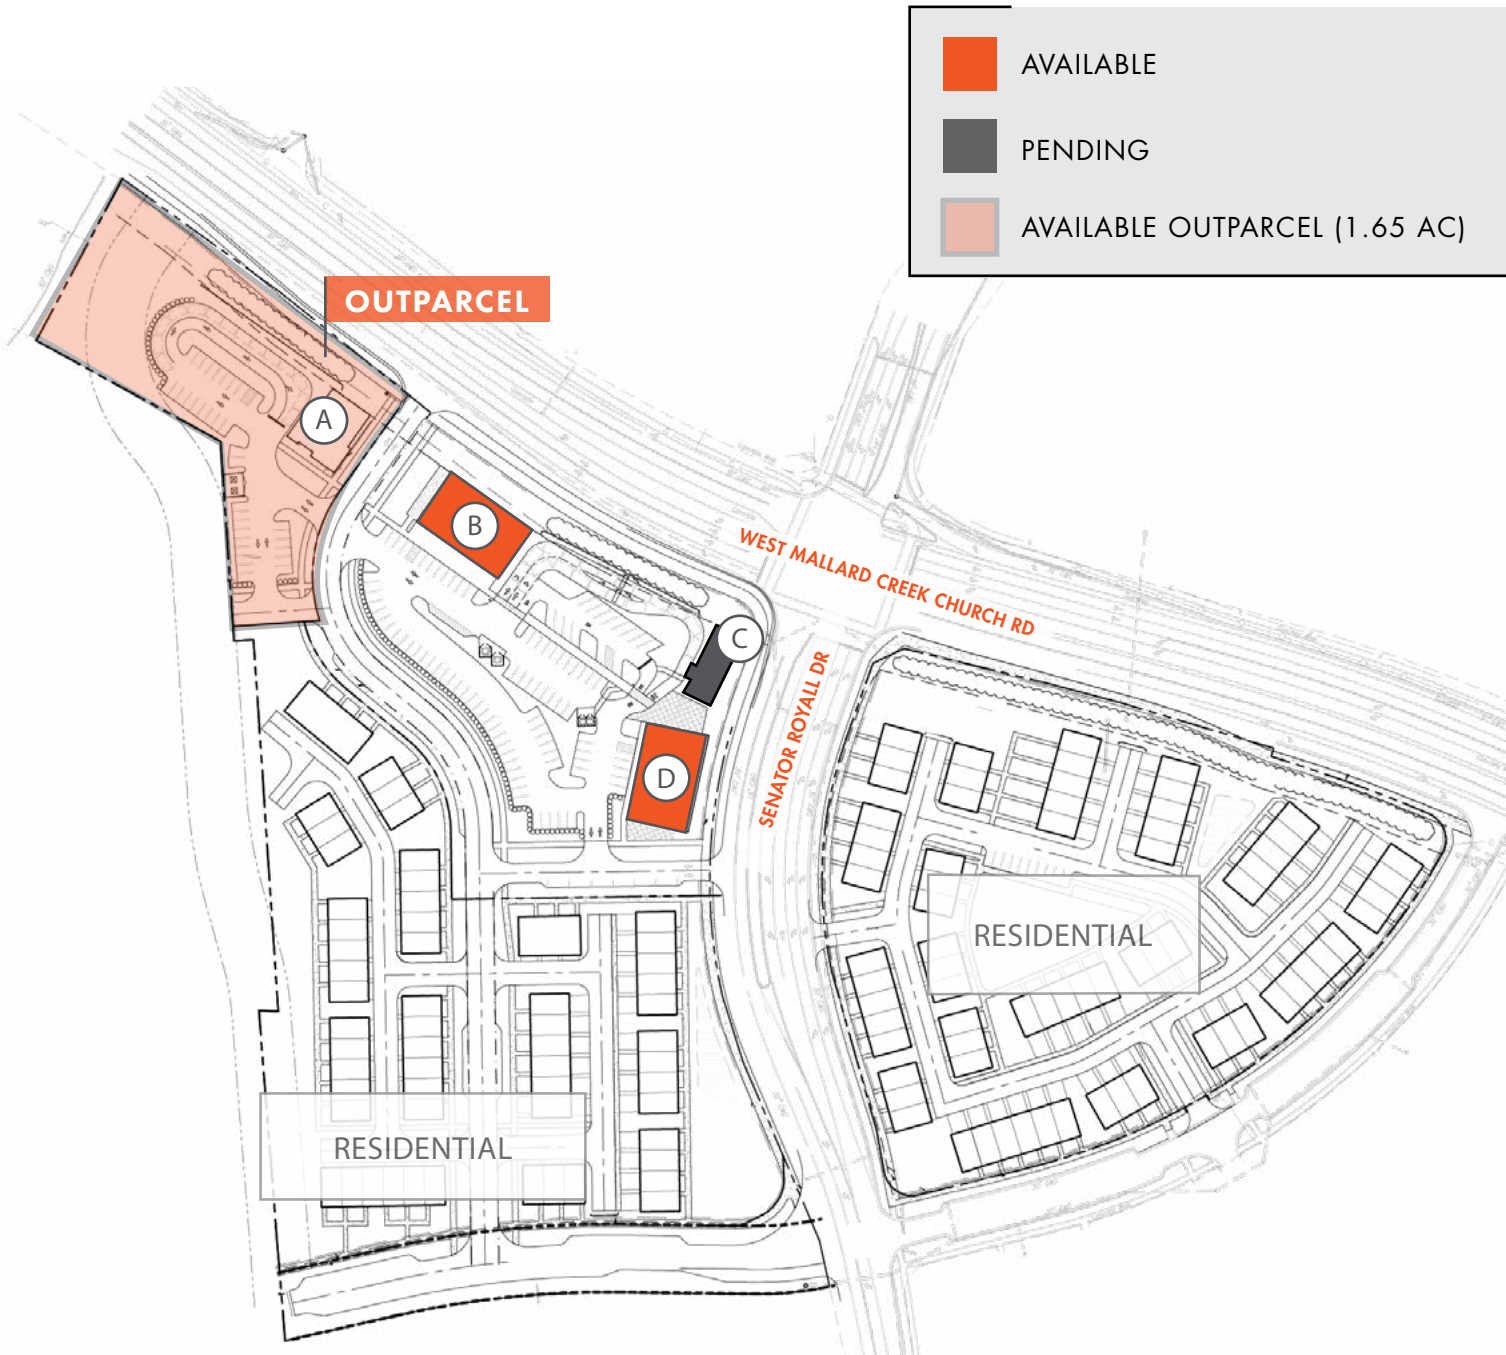 AVAILABLE
PENDING
AVAILABLE OUTPARCEL (1.65 AC)
OUTPARCEL
A
B
WEST MALLARD CREEK CHURCH RD
C
SENATOR ROYALL DR
D
RESIDENTIAL
RESIDENTIAL